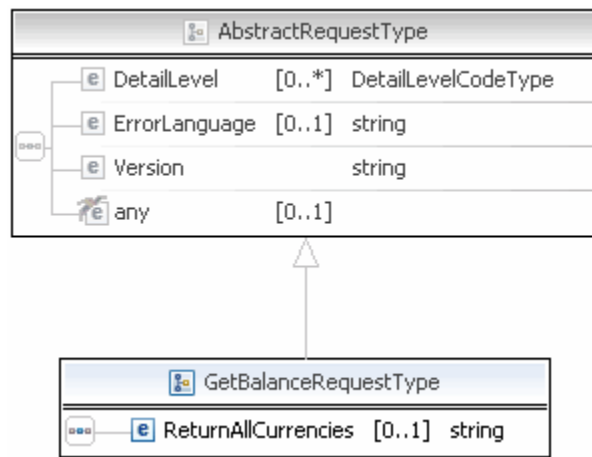 AbstractRequestType
e DetailLevel [0..*] DetailLevelCodeType
e ErrorLanguage [0..1] string
e Version string
e any [0..1]
GetBalanceRequestType
e ReturnAllCurrencies [0..1] string